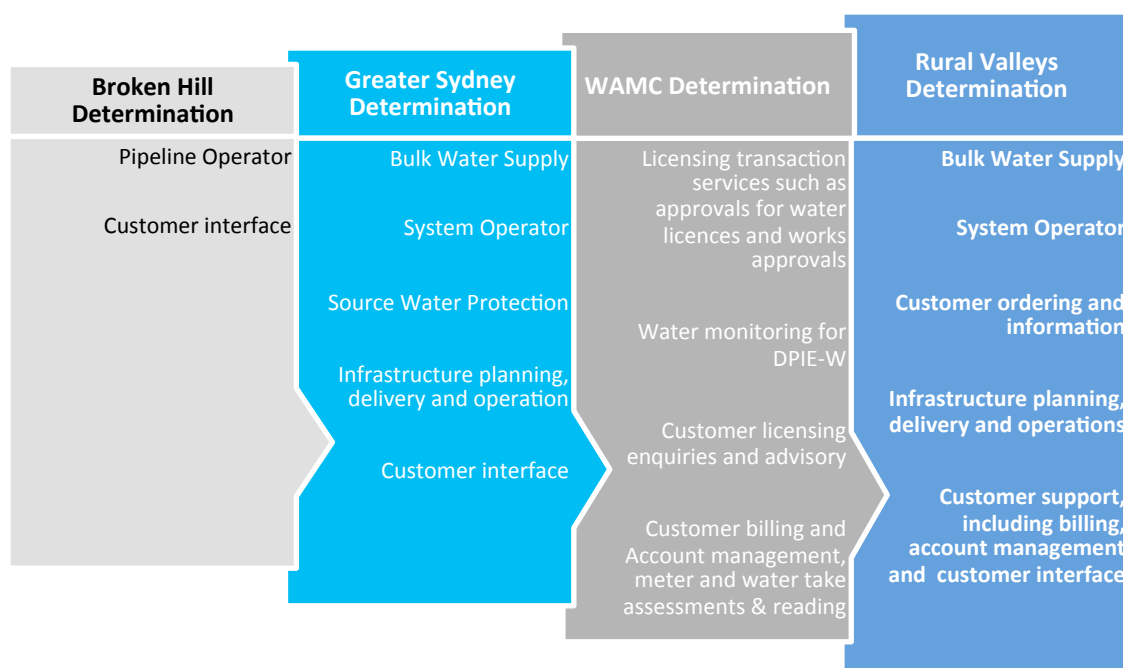 Broken Hill
Determination
Pipeline Operator
Customer interface
Greater Sydney
Determination
Bulk Water Supply
System Operator
Source Water Protection
Infrastructure planning,
delivery and operation
Customer interface
WAMC Determination
Licensing transaction
services such as
approvals for water
licences and works
approvals
Water monitoring for
DPIE-W
Customer licensing
enquiries and advisory
Customer billing and
Account management,
meter and water take
assessments & reading
Rural Valleys
Determination
Bulk Water Supply
System Operator
Customer ordering and
information
Infrastructure planning,
delivery and operations
Customer support,
including billing,
account management
and customer interface